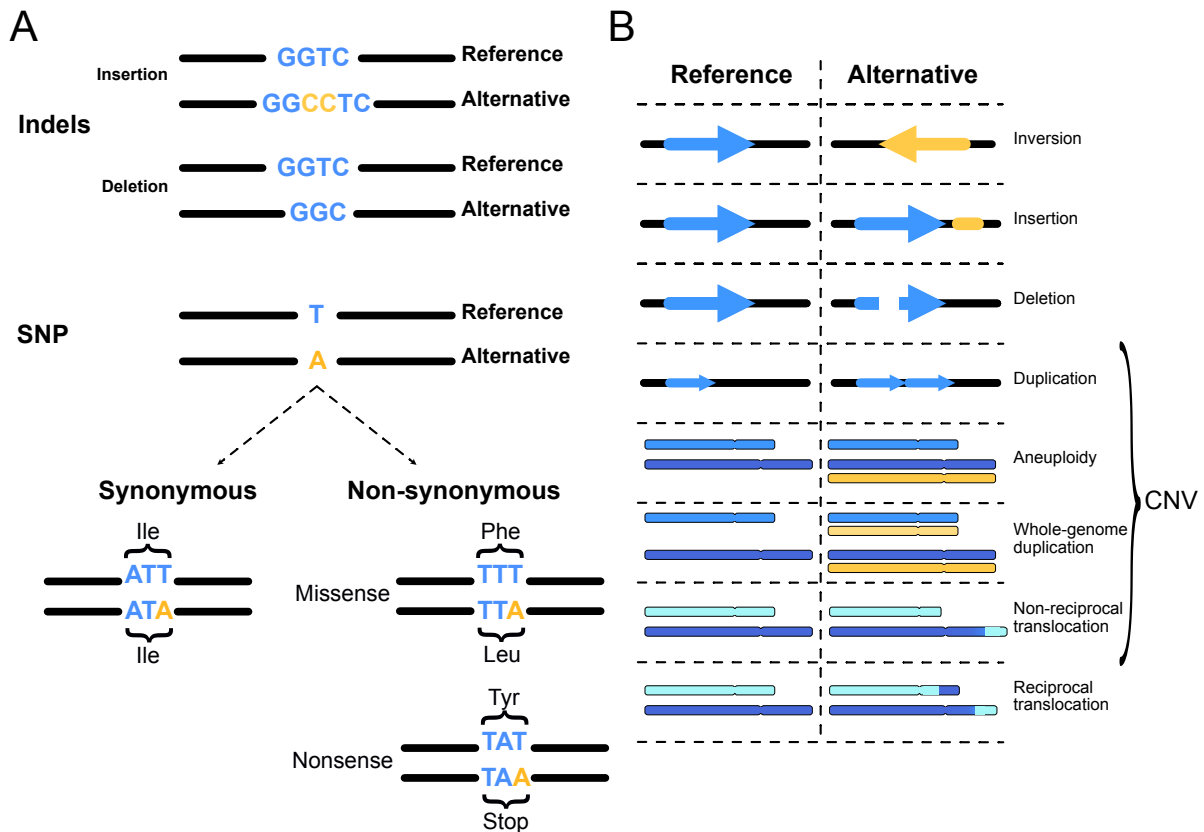 A
Insertion
GGTC
Reference
GGCCTC
Alternative
Indels
Deletion
GGTC
Reference
GGC
Alternative
SNP
T
Reference
A
Alternative
Synonymous
Non-synonymous
Ile
ATT
ATA
Ile
Missense
Phe
TTT
TTA
Leu
Nonsense
Tyr
TAT
TAA
Stop
B
Reference
Alternative
Inversion
Insertion
Deletion
Duplication
Aneuploidy
Whole-genome
duplication
Non-reciprocal
translocation
Reciprocal
translocation
CNV